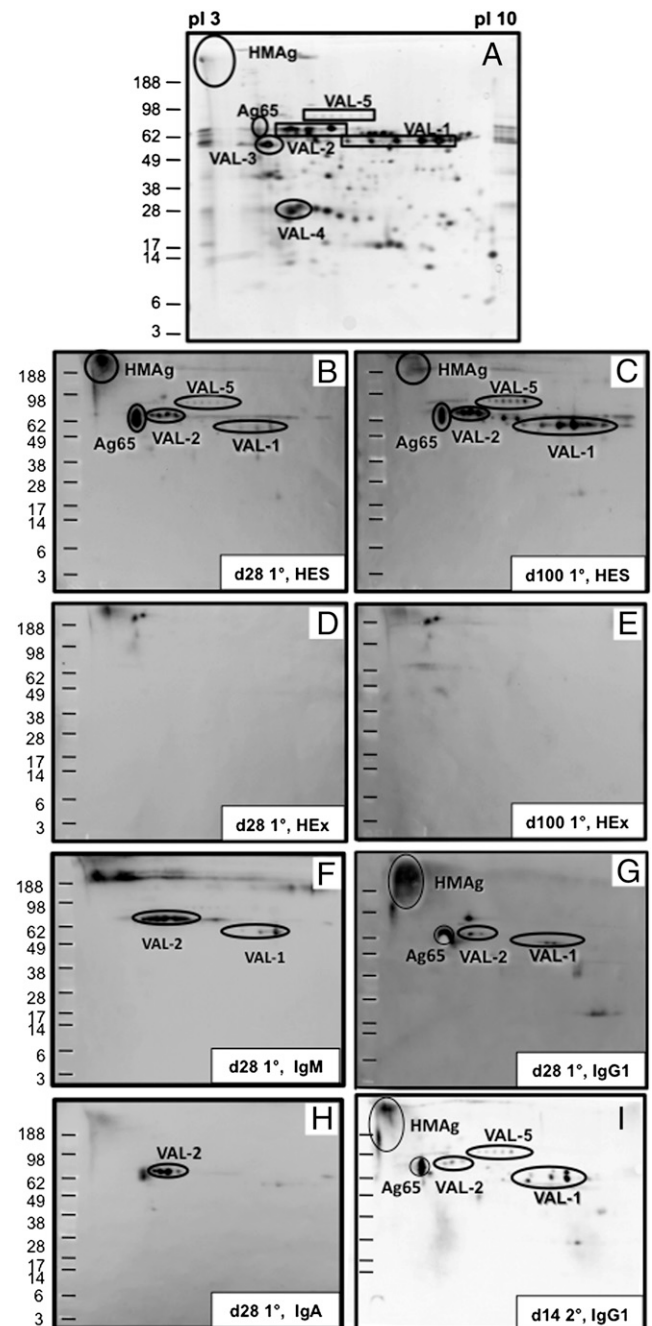 pI 3 pI 10
A
HMAg
188
98
VAL-5
Ag65
VAL-1
62
VAL-2
VAL-3
49
38
28
VAL-4
17
14
6
3
B
HMAg
188
VAL-5
98
62
Ag65 VAL-2 VAL-1
49
38
28
17
14
6
3
d28 1°, HES
C
HMAg
VAL-5
Ag65 VAL-2
VAL-1
d100 1°, HES
D
188
98
62
49
38
28
17
14
6
3
d28 1°, HEx
E
d100 1°, HEx
F
188
98
62
VAL-2
VAL-1
49
38
28
17
14
6
3
d28 1°, IgM
G
HMAg
Ag65 VAL-2 VAL-1
d28 1°, IgG1
H
188
VAL-2
98
62
49
38
28
17
14
6
3
d28 1°, IgA
I
HMAg
VAL-5
Ag65 VAL-2
VAL-1
d14 2°, IgG1